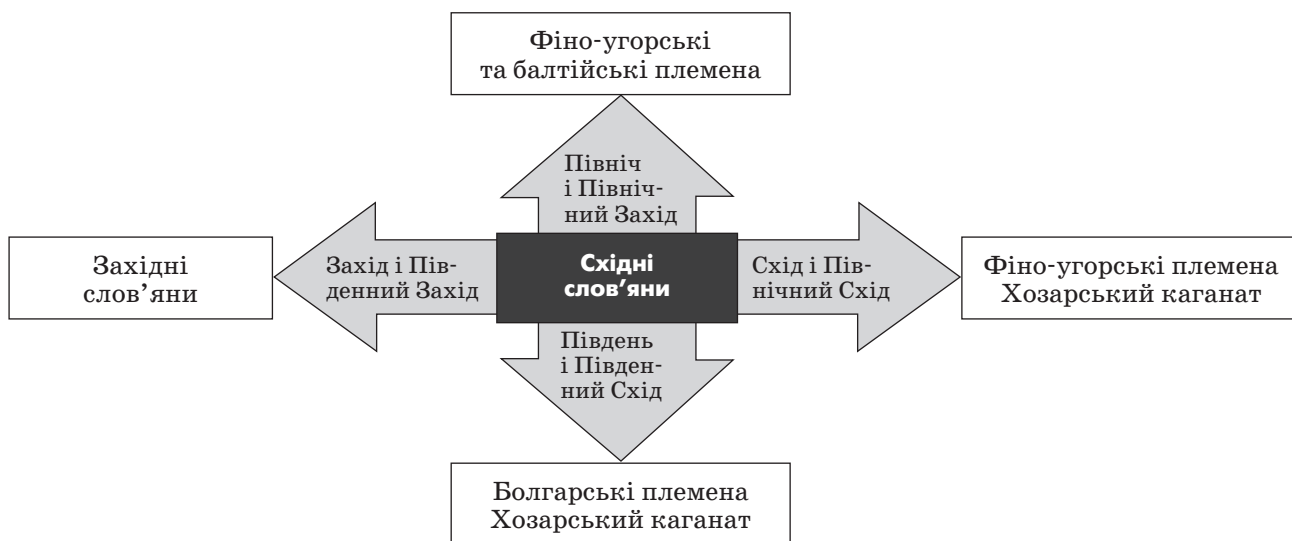 Фіно-угорські
та балтійські племена
Північ
і Північ-
ний Захід
Західні
слов’яни
Захід і Пів-
денний Захід
Східні
слов’яни
Схід і Пів-
нічний Схід
Фіно-угорські племена
Хозарський каганат
Південь
і Півден-
ний Схід
Болгарські племена
Хозарський каганат